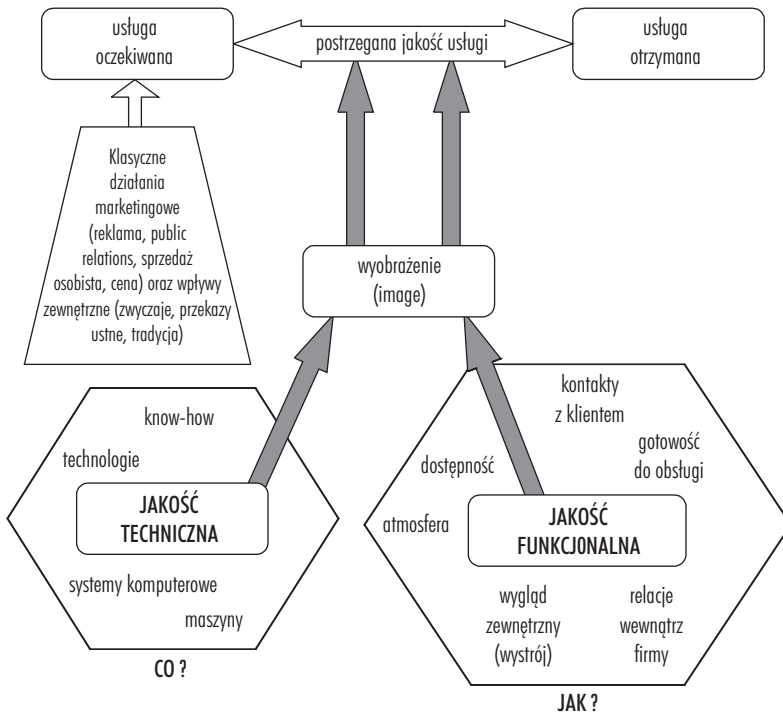 usługa
oczekiwana
postrzegana jakość usługi
usługa
otrzymana
Klasyczne
działania
marketingowe
(reklama, public
relations, sprzedaż
osobista, cena) oraz wpływy
zewnętrzne (zwyczaje, przekazy
ustne, tradycja)
wyobrażenie
(image)
know-how
technologie
JAKOŚĆ
TECHNICZNA
systemy komputerowe
maszyny
CO ?
kontakty
z klientem
gotowość
do obsługi
dostępność
atmosfera
JAKOŚĆ
FUNKCJONALNA
wygląd
zewnętrzny
(wystrój)
relacje
wewnątrz
firmy
JAK ?